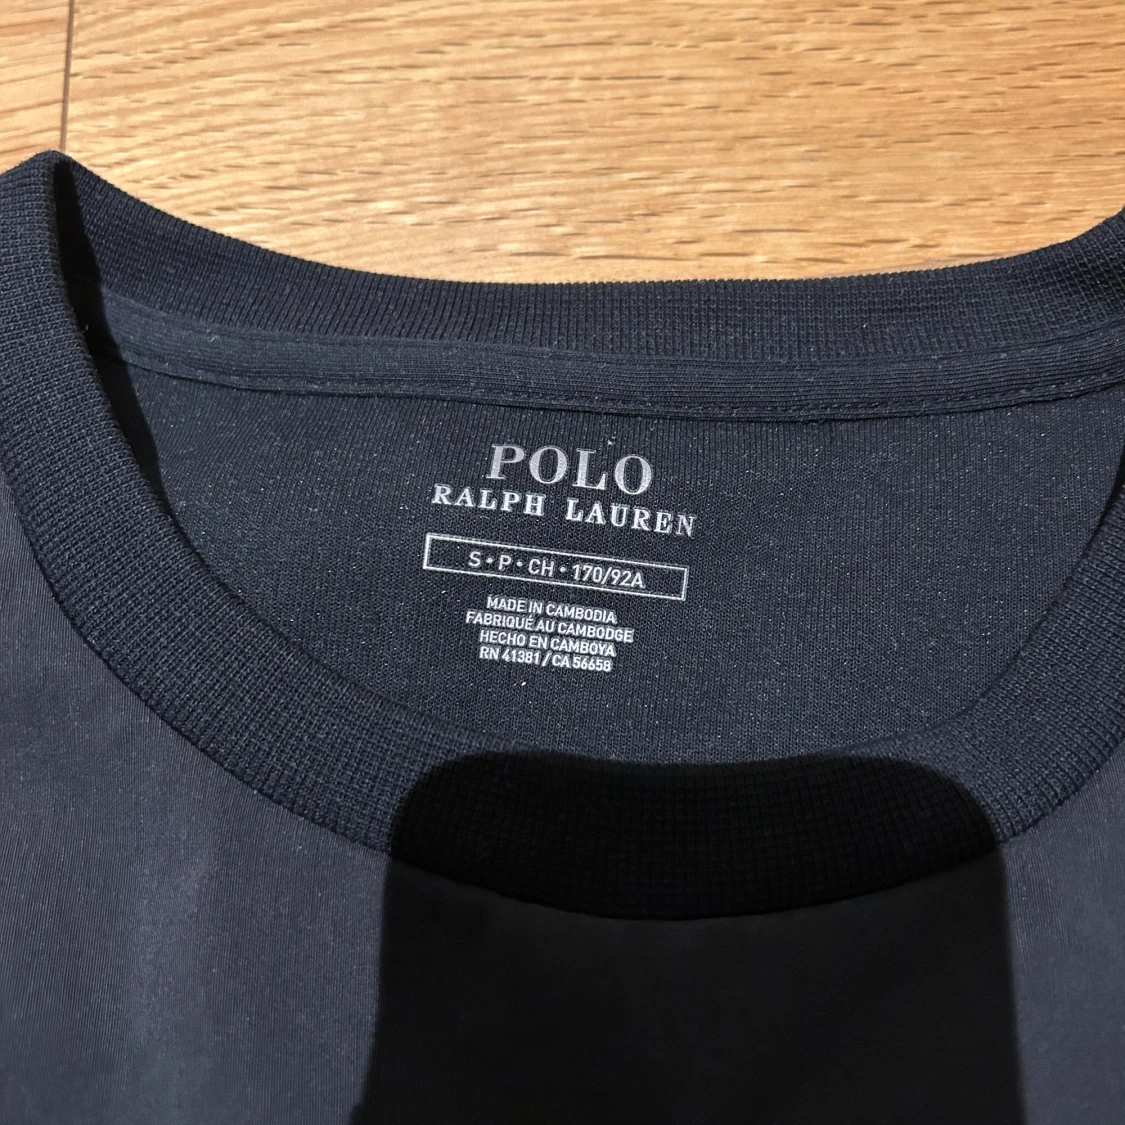 POLO
RALPH LAUREN
S • P • CH • 170/92A
MADE IN CAMBODIA
FABRIQUÉ AU CAMBODGE
HECHO EN CAMBOYA
RN 41381 / CA 56658